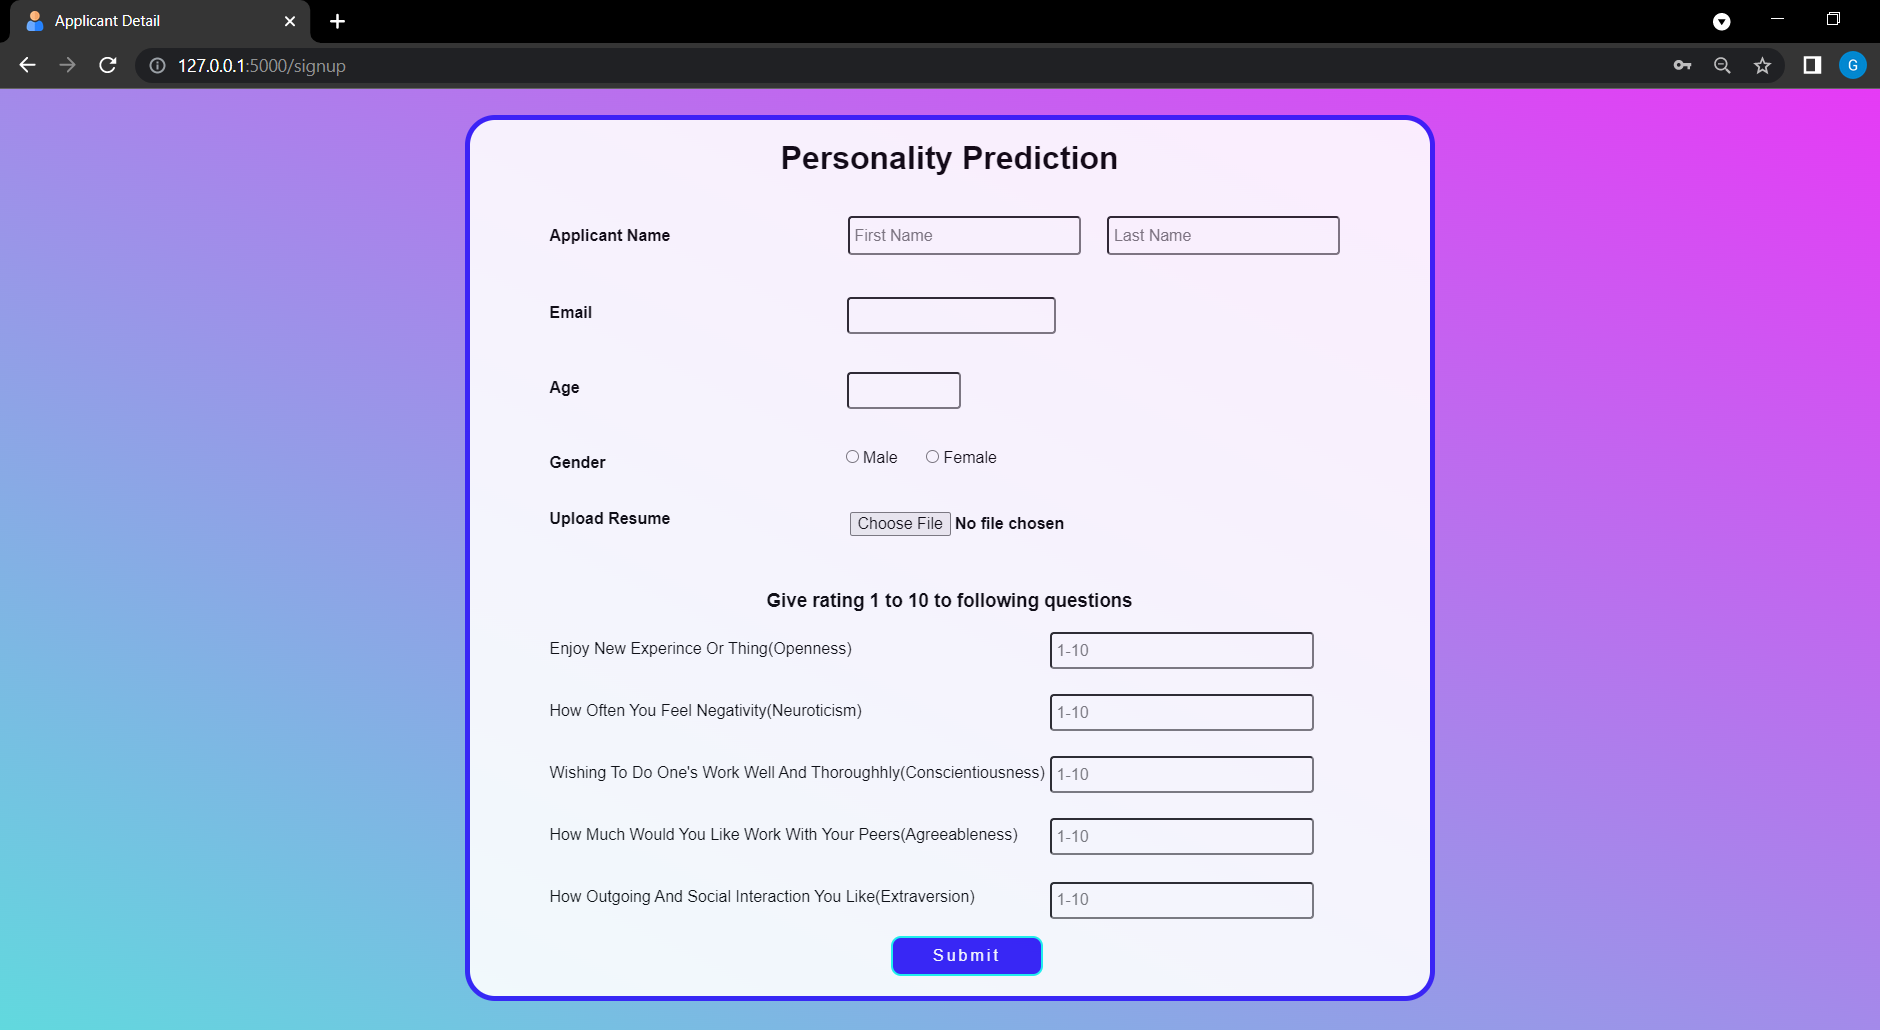 Applicant Detail
127.0.0.1:5000/signup
G
Personality Prediction
Applicant Name First Name Last Name
Email
Age
Gender Male Female
Upload Resume Choose File No file chosen
Give rating 1 to 10 to following questions
Enjoy New Experince Or Thing(Openness) 1-10
How Often You Feel Negativity(Neuroticism) 1-10
Wishing To Do One's Work Well And Thoroughhly(Conscientiousness) 1-10
How Much Would You Like Work With Your Peers(Agreeableness) 1-10
How Outgoing And Social Interaction You Like(Extraversion) 1-10
Submit